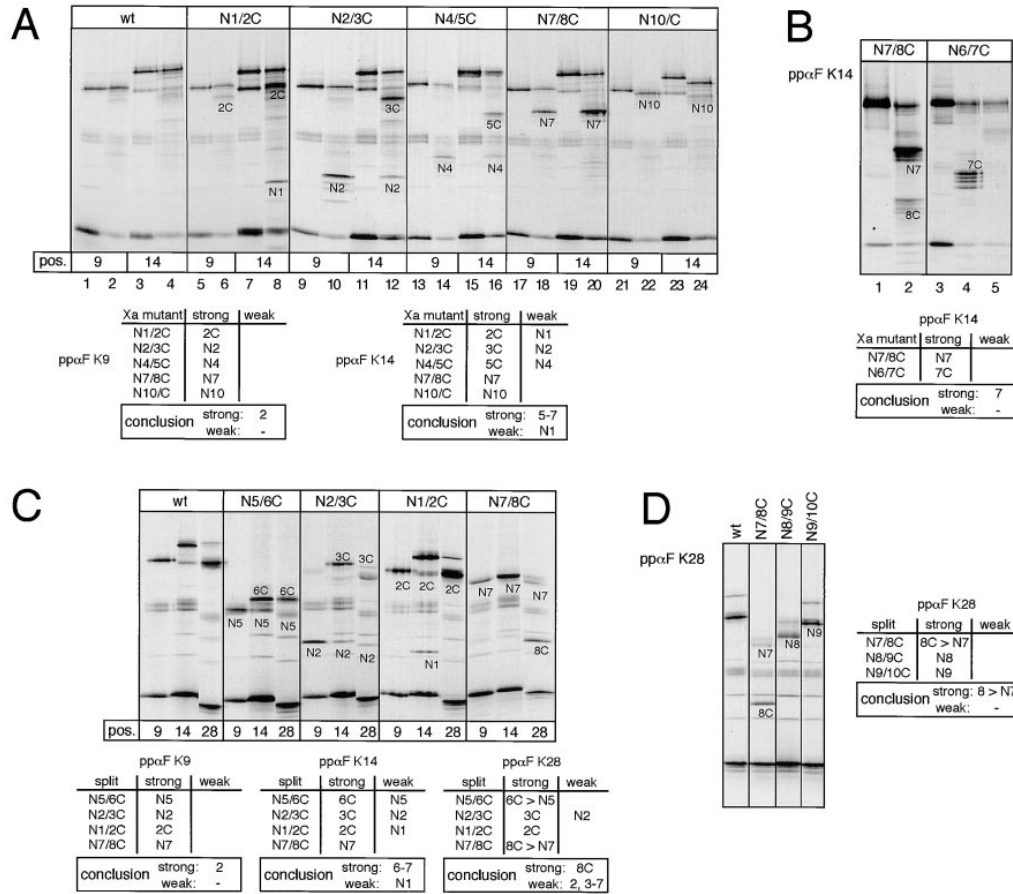 A
wt N1/2C N2/3C N4/5C N7/8C N10/C
2C 2C N1 N2 3C N2 N4 5C N4 N7 N7 N10 N10
pos. 9 14 9 14 9 14 9 14 9 14 9 14
1 2 3 4 5 6 7 8 9 10 11 12 13 14 15 16 17 18 19 20 21 22 23 24
ppαF K9
Xa mutant strong weak
N1/2C 2C
N2/3C N2
N4/5C N4
N7/8C N7
N10/C N10
conclusion strong: 2
weak: -
ppαF K14
Xa mutant strong weak
N1/2C 2C N1
N2/3C 3C N2
N4/5C 5C N4
N7/8C N7
N10/C N10
conclusion strong: 5-7
weak: N1
B
N7/8C N6/7C
ppαF K14
N7 8C 7C
1 2 3 4 5
ppαF K14
Xa mutant strong weak
N7/8C N7
N6/7C 7C
conclusion strong: 7
weak: -
C
wt N5/6C N2/3C N1/2C N7/8C
N5 6C N5 6C N5 N2 3C N2 3C N2 2C 2C N1 2C N7 N7 N7 8C
pos. 9 14 28 9 14 28 9 14 28 9 14 28 9 14 28
ppαF K9
split strong weak
N5/6C N5
N2/3C N2
N1/2C 2C
N7/8C N7
conclusion strong: 2
weak: -
ppαF K14
split strong weak
N5/6C 6C N5
N2/3C 3C N2
N1/2C 2C N1
N7/8C N7
conclusion strong: 6-7
weak: N1
ppαF K28
split strong weak
N5/6C 6C > N5
N2/3C 3C N2
N1/2C 2C
N7/8C 8C > N7
conclusion strong: 8C
weak: 2, 3-7
D
ppαF K28
wt N7/8C N8/9C N9/10C
N7 8C N8 N9
ppαF K28
split strong weak
N7/8C 8C > N7
N8/9C N8
N9/10C N9
conclusion strong: 8 > N7
weak: -